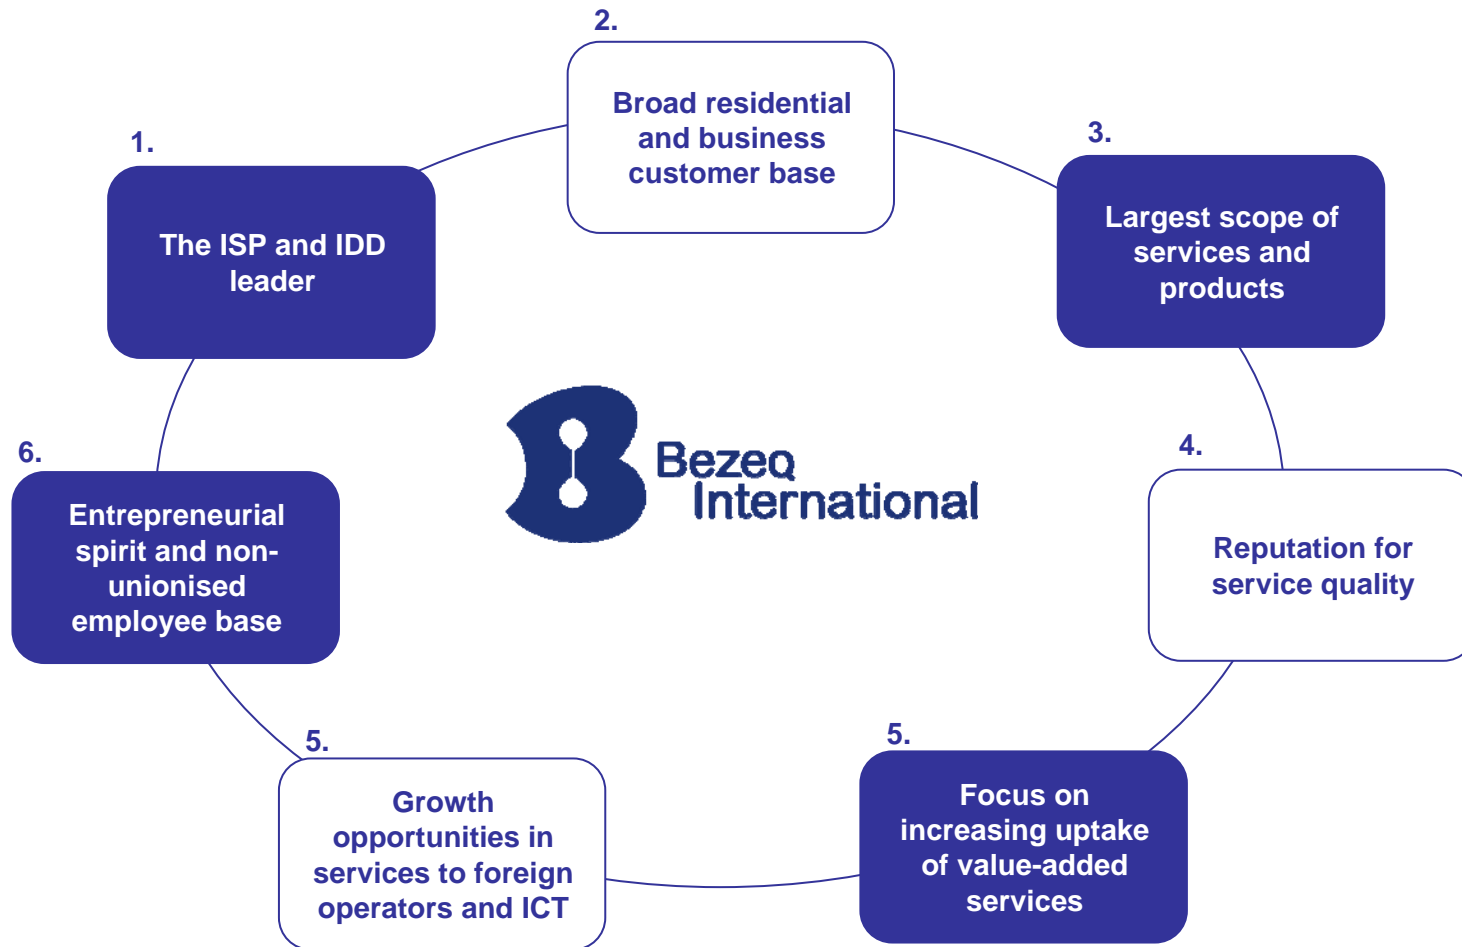 1.
The ISP and IDD
leader
2.
Broad residential
and business
customer base
3.
Largest scope of
services and
products
4.
Reputation for
service quality
5.
Focus on
increasing uptake
of value-added
services
5.
Growth
opportunities in
services to foreign
operators and ICT
6.
Entrepreneurial
spirit and non-
unionised
employee base
Bezeq
International